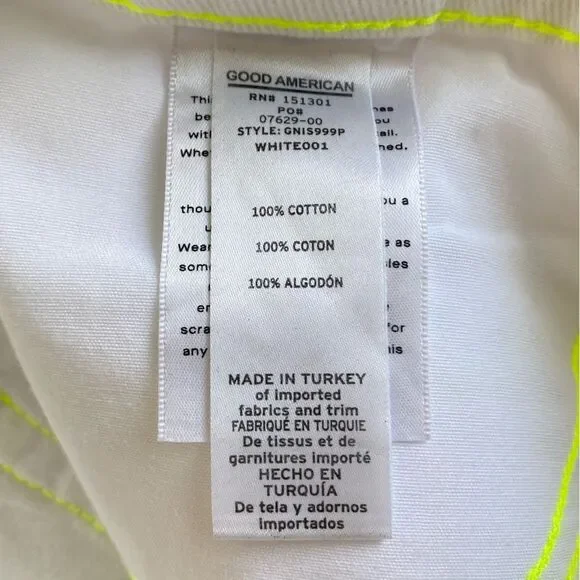 GOOD AMERICAN
RN# 151301
PO#
07629-00
STYLE: GNIS999P
WHITE001
100% COTTON
100% COTON
100% ALGODÓN
MADE IN TURKEY
of imported
fabrics and trim
FABRIQUÉ EN TURQUIE
De tissus et de
garnitures importé
HECHO EN
TURQUÍA
De tela y adornos
importados
any
for